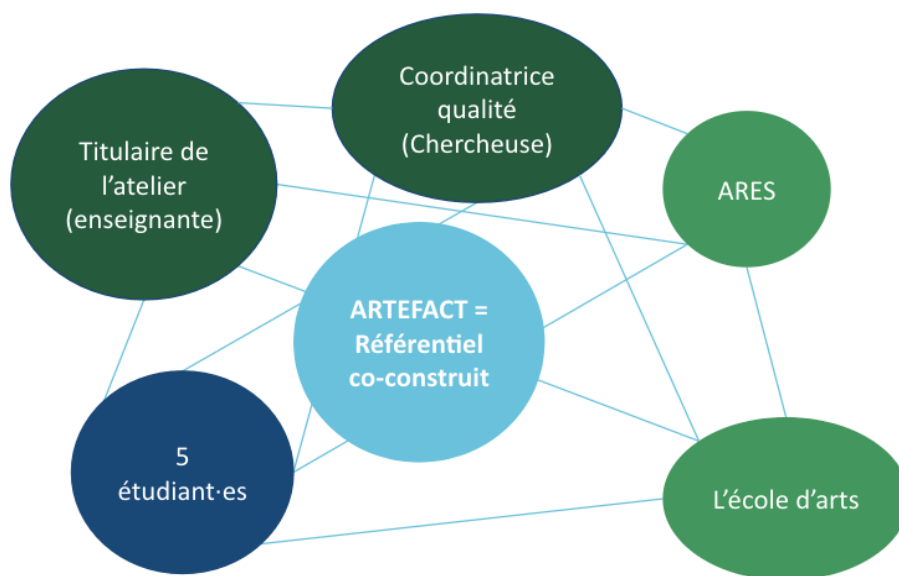 Coordinatrice
qualité
(Chercheuse)
Titulaire de
l'atelier
(enseignante)
ARES
ARTEFACT =
Référentiel
co-construit
5
étudiant·es
L'école d'arts